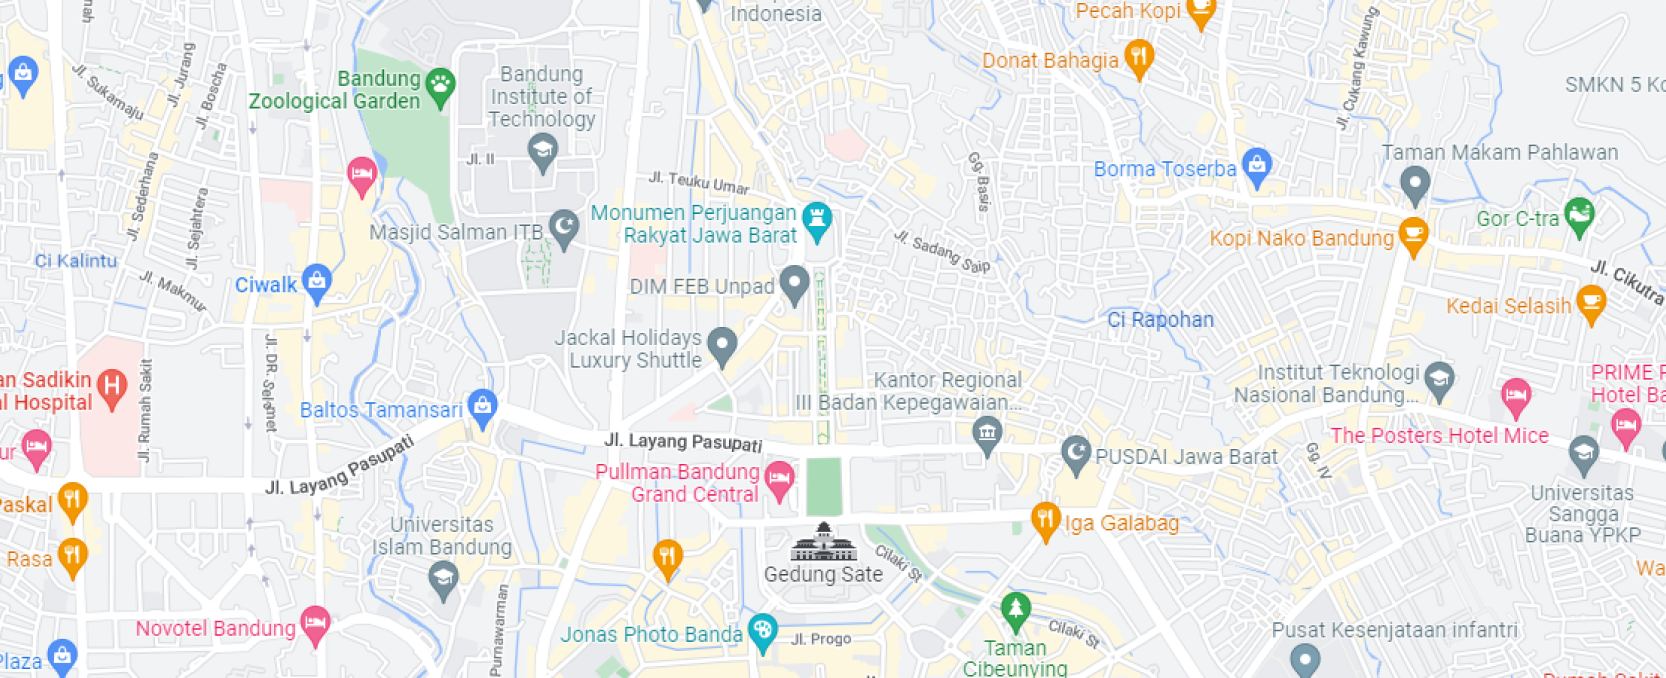 Indonesia
Pecah Kopi
Donat Bahagia
Jl. Sukamaju
Jl. Jurang
Jl. Boscha
Bandung
Zoological Garden
Bandung
Institute of
Technology
Jl. Cukang Kawung
SMKN 5 Ko
Jl. II
Jl. Teuku Umar
Gg. Basis
Borma Toserba
Taman Makam Pahlawan
Jl. Sederhana
Jl. Sejahtera
Masjid Salman ITB
Monumen Perjuangan
Rakyat Jawa Barat
Jl. Sadang Saip
Kopi Nako Bandung
Gor C-tra
Ci Kalintu
Jl. Makmur
Ciwalk
DIM FEB Unpad
Jl. Cikutra
Kedai Selasih
Ci Rapohan
Jackal Holidays
Luxury Shuttle
Jl. DR. Selamet
Jl. Rumah Sakit
an Sadikin
al Hospital
H
Baltos Tamansari
Kantor Regional
III Badan Kepegawaian...
Institut Teknologi
Nasional Bandung...
PRIME P
Hotel Ba
The Posters Hotel Mice
ur
Jl. Layang Pasupati
Jl. Layang Pasupati
PUSDAI Jawa Barat
Gg. IV
Pullman Bandung
Grand Central
Paskal
Universitas
Sangga
Buana YPKP
Rasa
Universitas
Islam Bandung
Iga Galabag
Gedung Sate
Cilaki St
Wa
Purnawarman
Novotel Bandung
Jonas Photo Banda
Jl. Progo
Cilaki St
Taman
Cibeunying
Pusat Kesenjataan infantri
Plaza